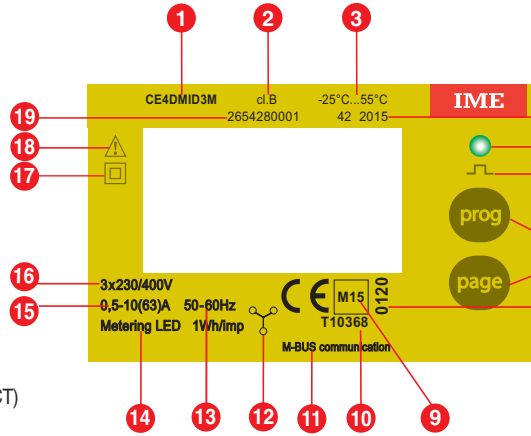 1 2 3
CE4DMID3M cl.B -25°C...55°C IME
19 2654280001 42 2015
18
17
prog
16 3x230/400V page
15 0,5-10(63)A 50-60Hz CE M15 0120
Metering LED 1Wh/imp T10368
M-BUS communication
CT)
14 13 12 11 10 9